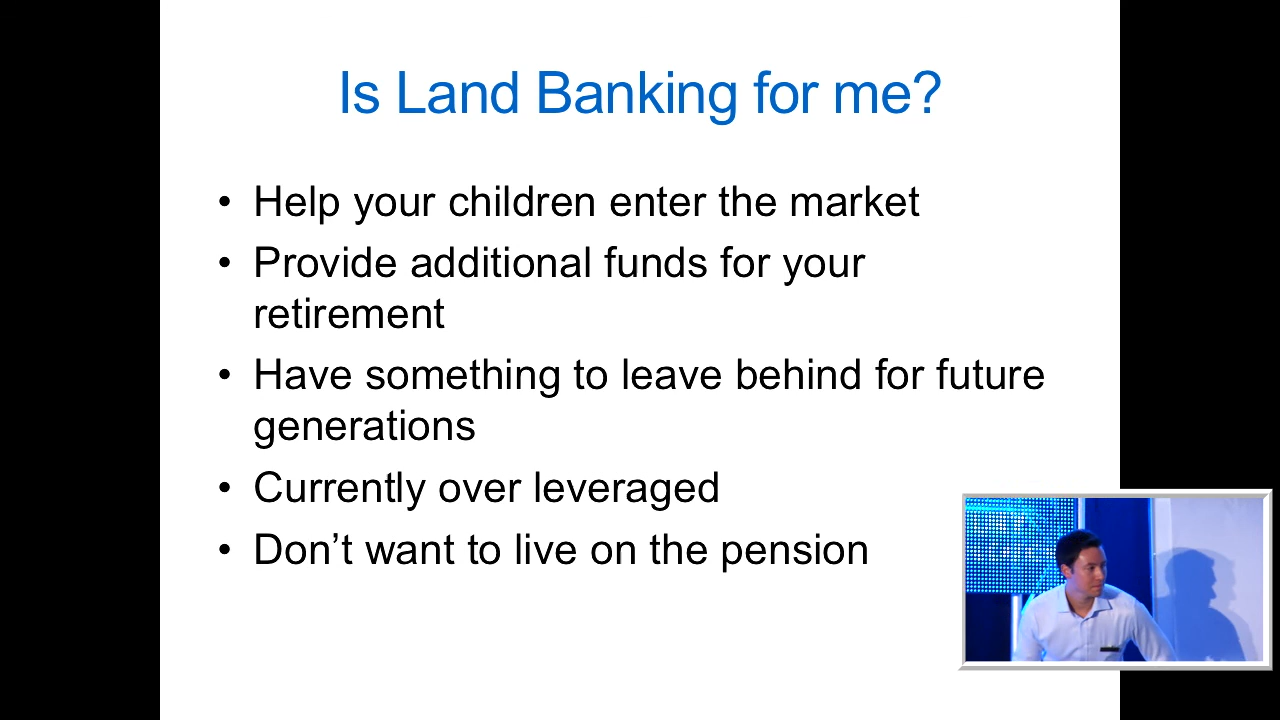 Is Land Banking for me?
• Help your children enter the market
• Provide additional funds for your
retirement
• Have something to leave behind for future
generations
• Currently over leveraged
• Don’t want to live on the pension